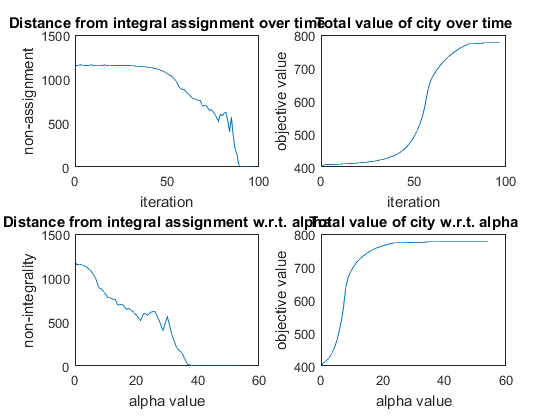 Distance from integral assignment over time
non-assignment
1500
1000
500
0
0 50 100
iteration
Total value of city over time
objective value
800
700
600
500
400
0 50 100
iteration
Distance from integral assignment w.r.t. alpha
non-integrality
1500
1000
500
0
0 20 40 60
alpha value
Total value of city w.r.t. alpha
objective value
800
700
600
500
400
0 20 40 60
alpha value